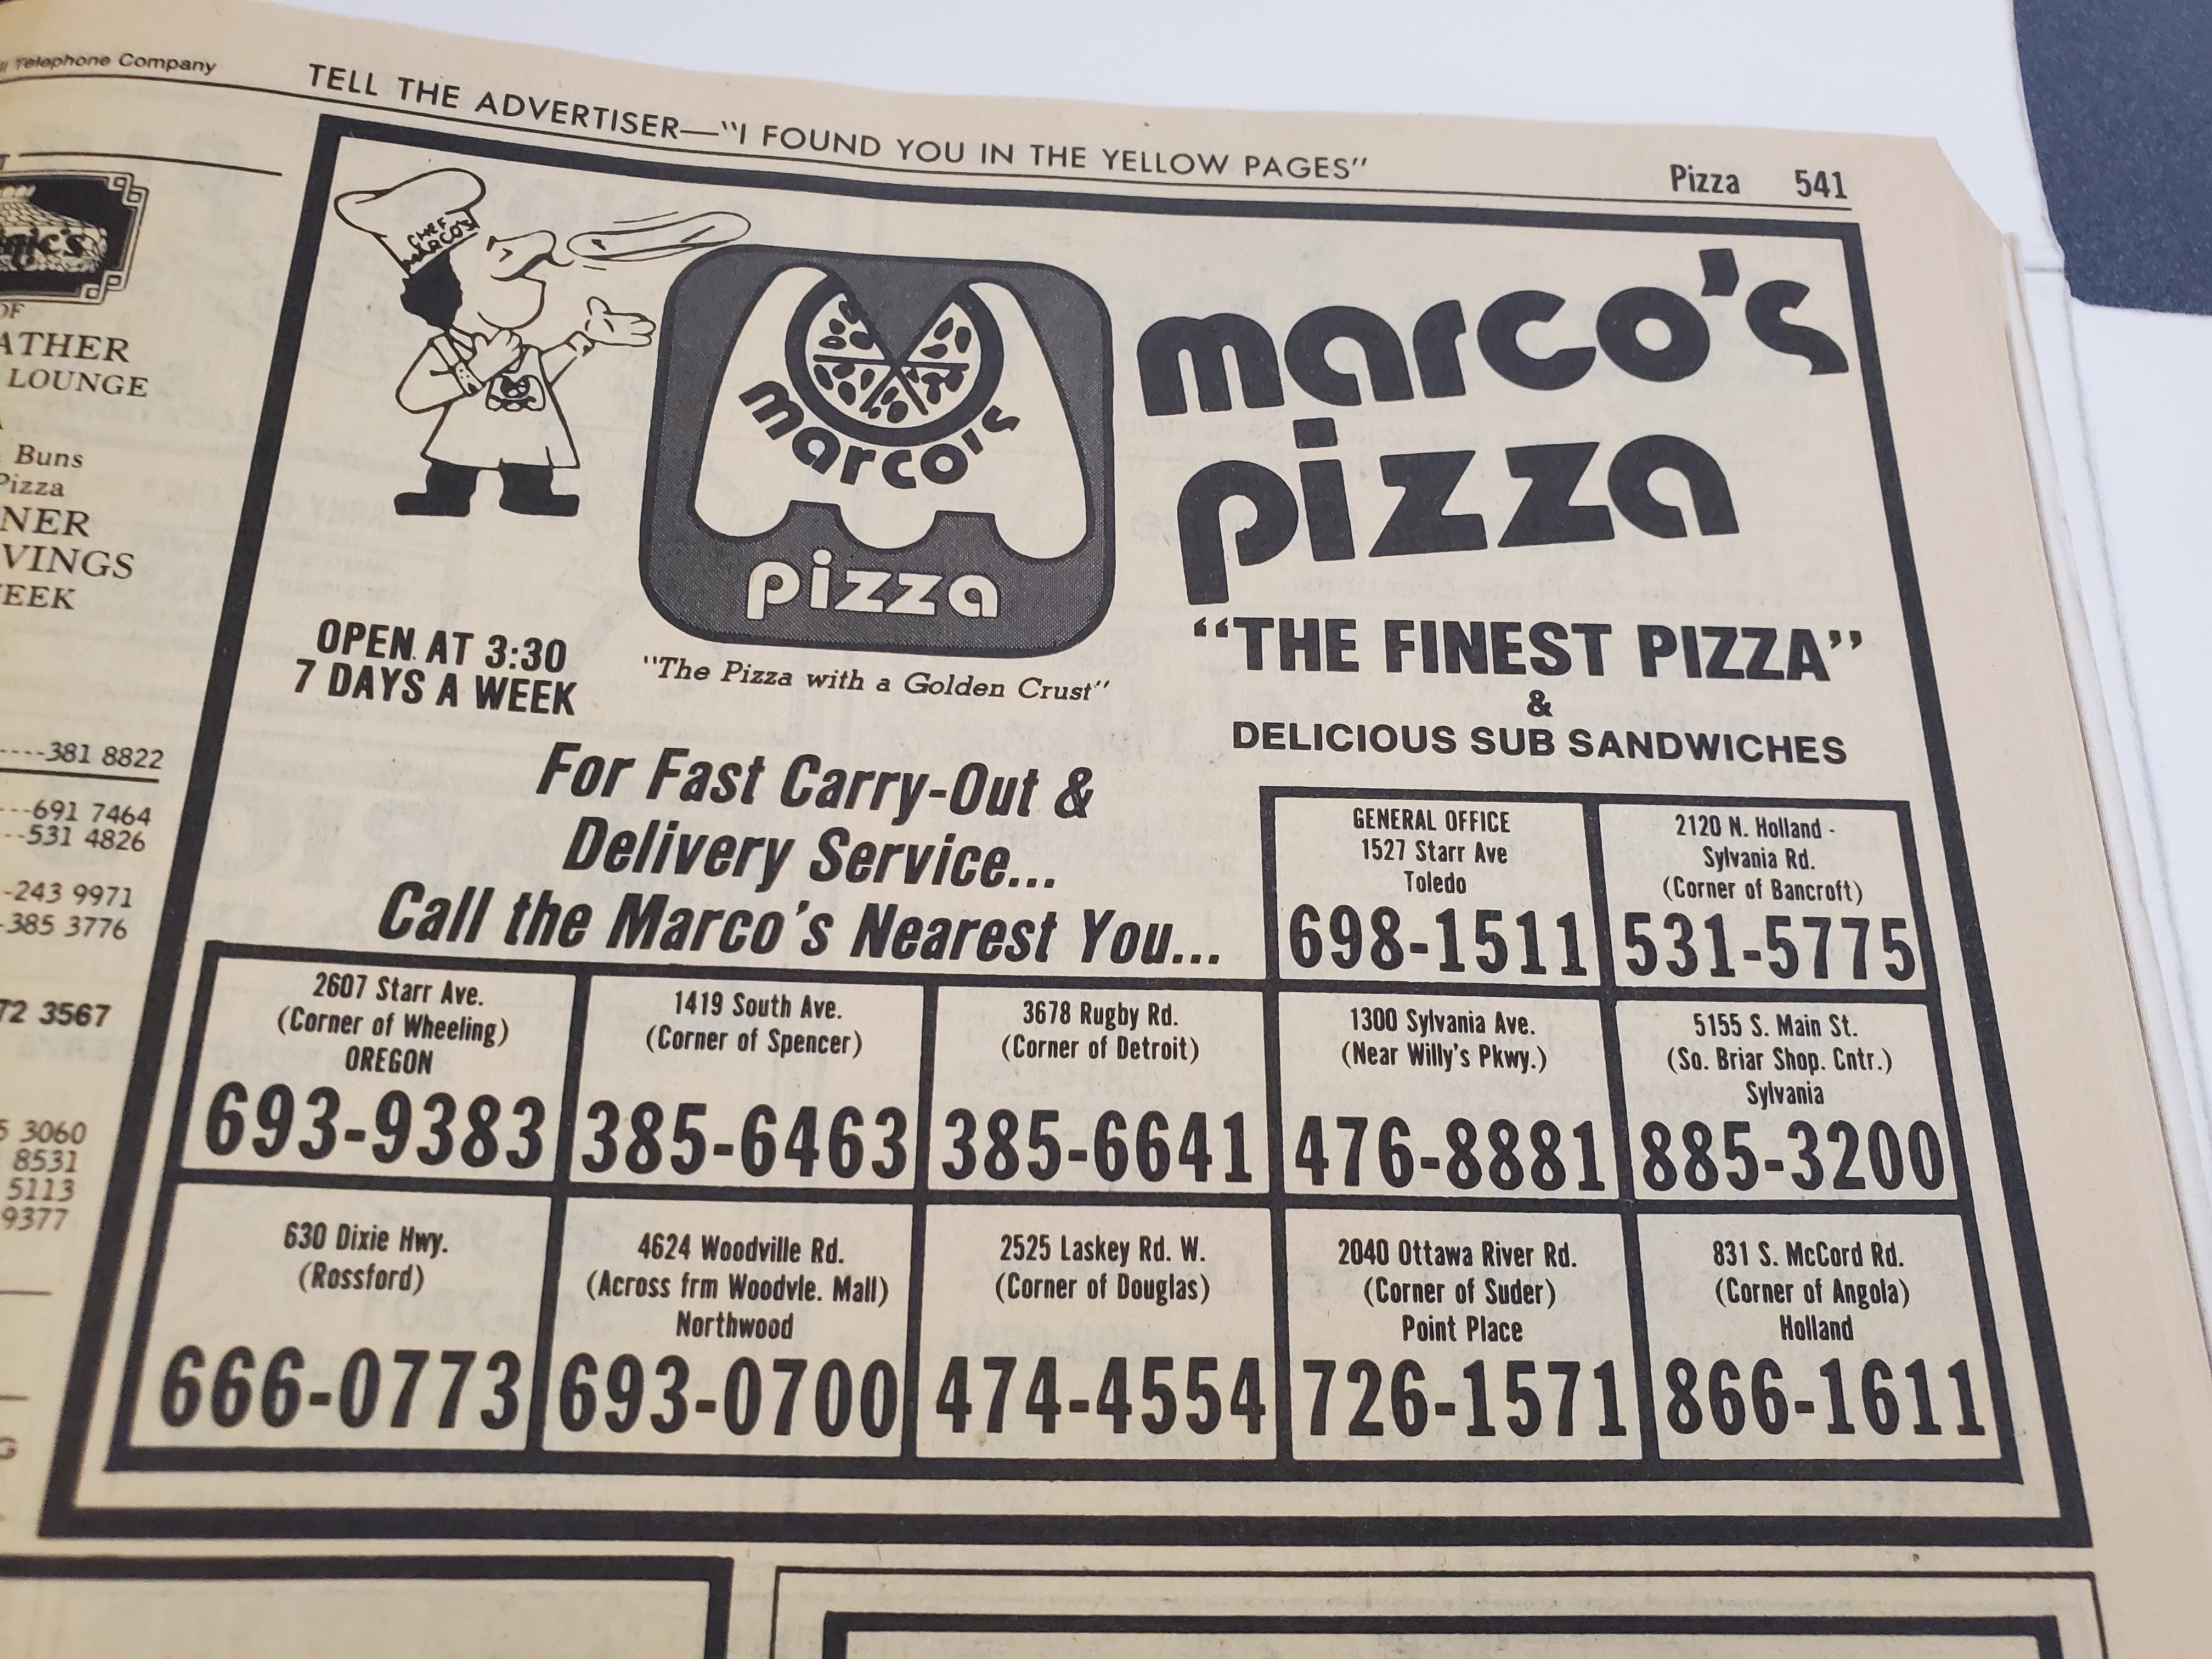 Telephone Company
TELL THE ADVERTISER—"I FOUND YOU IN THE YELLOW PAGES"
Pizza 541
LOUNGE
Buns
Pizza
381 8822
691 7464
531 4826
243 9971
385 3776
3567
3060
8531
5113
9377
CHEF
MARCO'S
marco's
pizza
"The Pizza with a Golden Crust"
marco's
pizza
"THE FINEST PIZZA"
&
DELICIOUS SUB SANDWICHES
OPEN AT 3:30
7 DAYS A WEEK
For Fast Carry-Out &
Delivery Service...
Call the Marco's Nearest You...
GENERAL OFFICE
1527 Starr Ave
Toledo
698-1511
2120 N. Holland -
Sylvania Rd.
(Corner of Bancroft)
531-5775
2607 Starr Ave.
(Corner of Wheeling)
OREGON
693-9383
1419 South Ave.
(Corner of Spencer)
385-6463
3678 Rugby Rd.
(Corner of Detroit)
385-6641
1300 Sylvania Ave.
(Near Willy's Pkwy.)
476-8881
5155 S. Main St.
(So. Briar Shop. Cntr.)
Sylvania
885-3200
630 Dixie Hwy.
(Rossford)
666-0773
4624 Woodville Rd.
(Across frm Woodvle. Mall)
Northwood
693-0700
2525 Laskey Rd. W.
(Corner of Douglas)
474-4554
2040 Ottawa River Rd.
(Corner of Suder)
Point Place
726-1571
831 S. McCord Rd.
(Corner of Angola)
Holland
866-1611